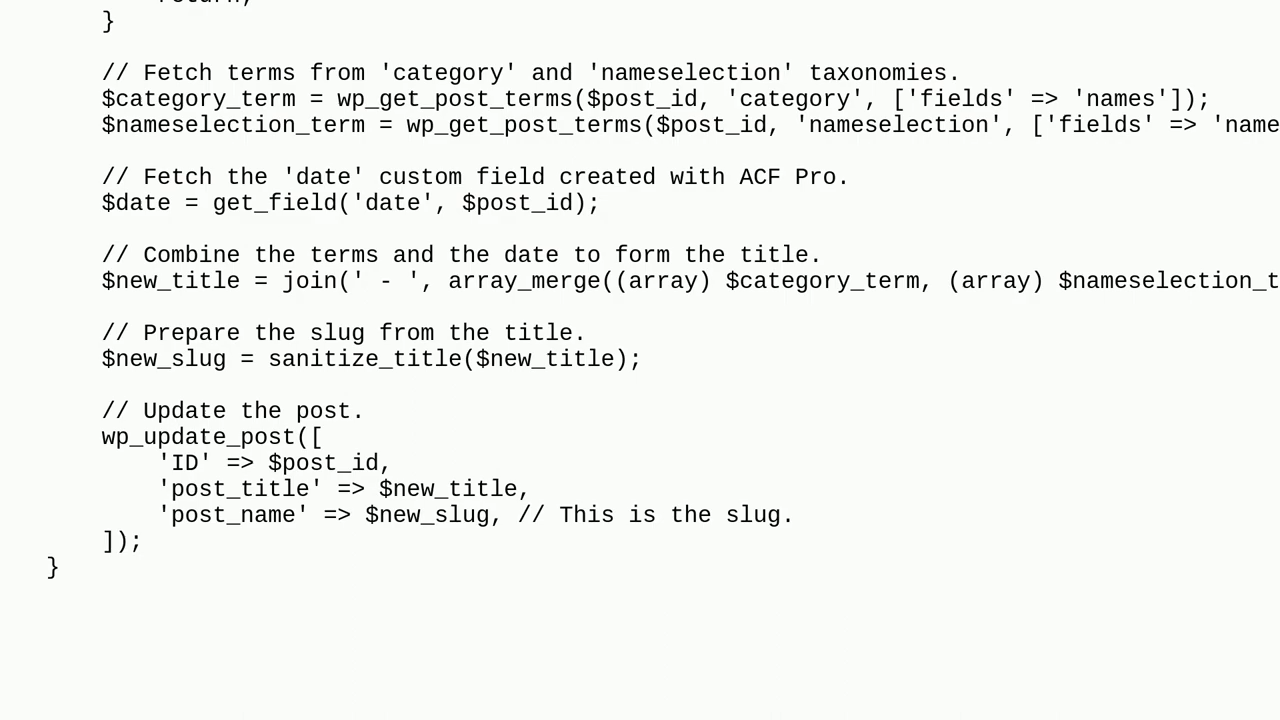 }
// Fetch terms from 'category' and 'nameselection' taxonomies.
$category_term = wp_get_post_terms($post_id, 'category', ['fields' => 'names']);
$nameselection_term = wp_get_post_terms($post_id, 'nameselection', ['fields' => 'name
// Fetch the 'date' custom field created with ACF Pro.
$date = get_field('date', $post_id);
// Combine the terms and the date to form the title.
$new_title = join(' - ', array_merge((array) $category_term, (array) $nameselection_t
// Prepare the slug from the title.
$new_slug = sanitize_title($new_title);
// Update the post.
wp_update_post([
'ID' => $post_id,
'post_title' => $new_title,
'post_name' => $new_slug, // This is the slug.
]);
}